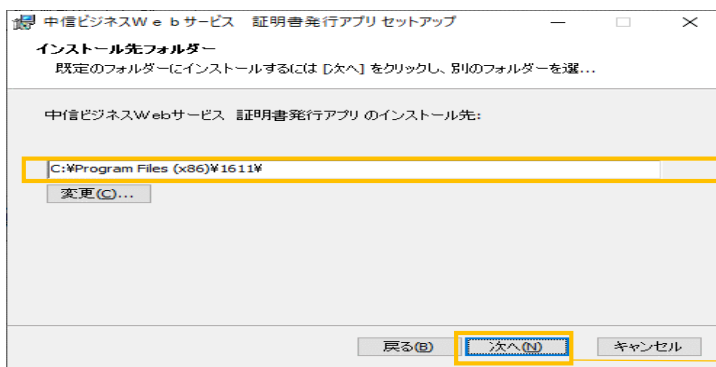 中信ビジネスＷｅｂサービス　証明書発行アプリ セットアップ
インストール先フォルダー
既定のフォルダーにインストールするには [次へ] をクリックし、別のフォルダーを選...
中信ビジネスWebサービス 証明書発行アプリ のインストール先:
C:¥Program Files (x86)¥1611¥
変更(C)...
戻る(B) 次へ(N) キャンセル